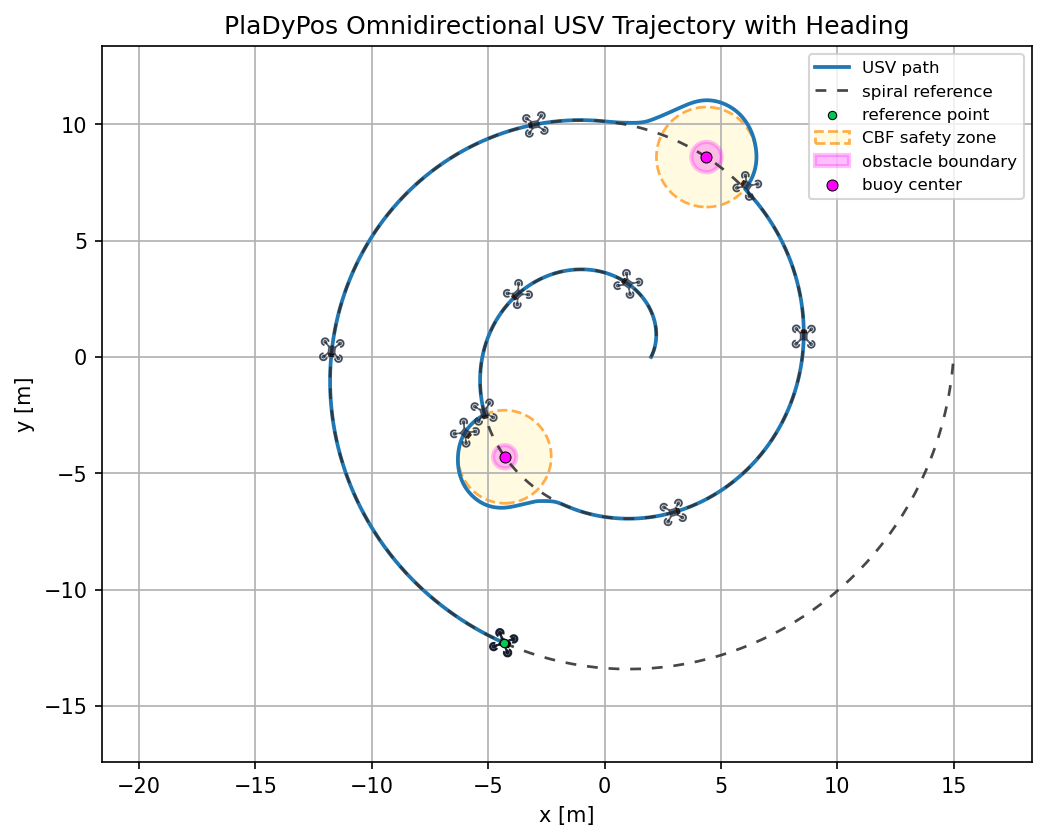 PlaDyPos Omnidirectional USV Trajectory with Heading
USV path
spiral reference
reference point
CBF safety zone
obstacle boundary
buoy center
10
5
0
−5
−10
−15
y [m]
−20
−15
−10
−5
0
5
10
15
x [m]